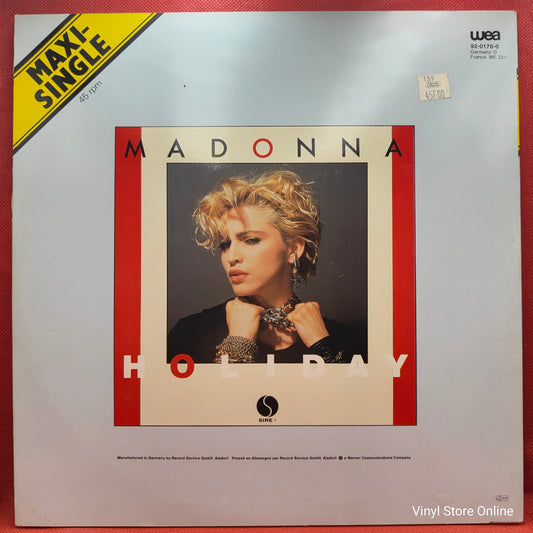 MAXI-
SINGLE
45 rpm
wea
92-0176-0
Germany: D
France: WE 221
45F00
MADONNA
HOLIDAY
SIRE
Manufactured in Germany by Record Service GmbH, Alsdorf Pressé en Allemagne par Record Service GmbH, Alsdorf ℗ a Warner Communications Company
Vinyl Store Online